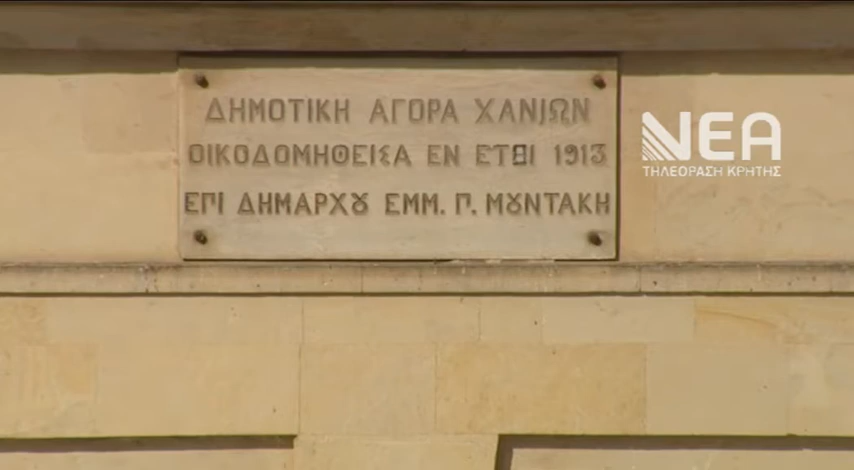 ΔΗΜΟΤΙΚΗ ΑΓΟΡΑ ΧΑΝΙΩΝ
ΟΙΚΟΔΟΜΗΘΕΙΣΑ ΕΝ ΕΤΕΙ 1913
ΕΠΙ ΔΗΜΑΡΧȢ ΕΜΜ. Π. ΜȢΝΤΑΚΗ
ΝΕΑ
ΤΗΛΕΟΡΑΣΗ ΚΡΗΤΗΣ